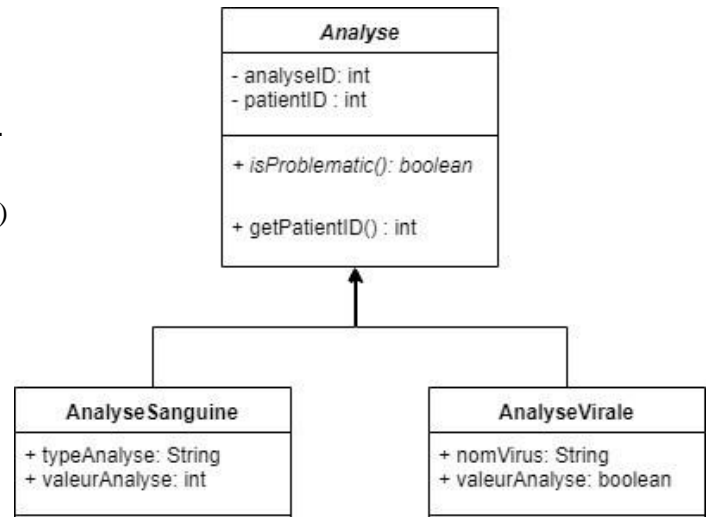 Analyse
- analyseID: int
- patientID : int
.
+ isProblematic(): boolean
)
+ getPatientID() : int
AnalyseSanguine
+ typeAnalyse: String
+ valeurAnalyse: int
AnalyseVirale
+ nomVirus: String
+ valeurAnalyse: boolean